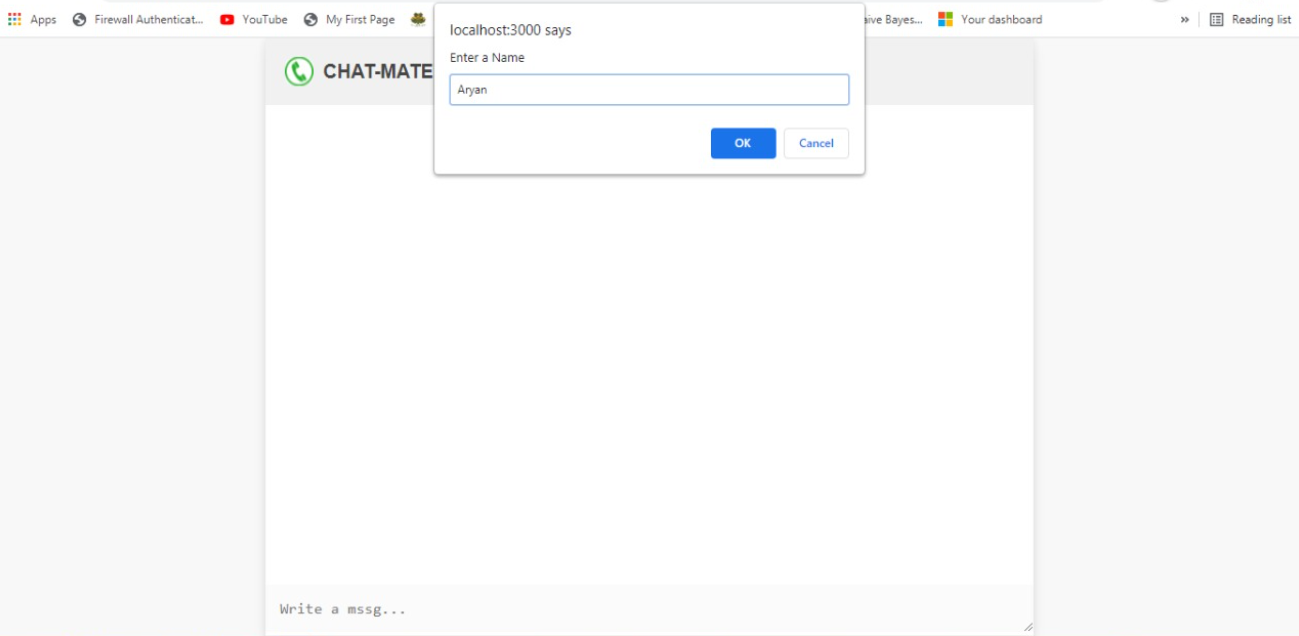 Apps Firewall Authenticat... YouTube My First Page aive Bayes... Your dashboard » Reading list
localhost:3000 says
Enter a Name
Aryan
OK Cancel
CHAT-MATE
Write a mssg...